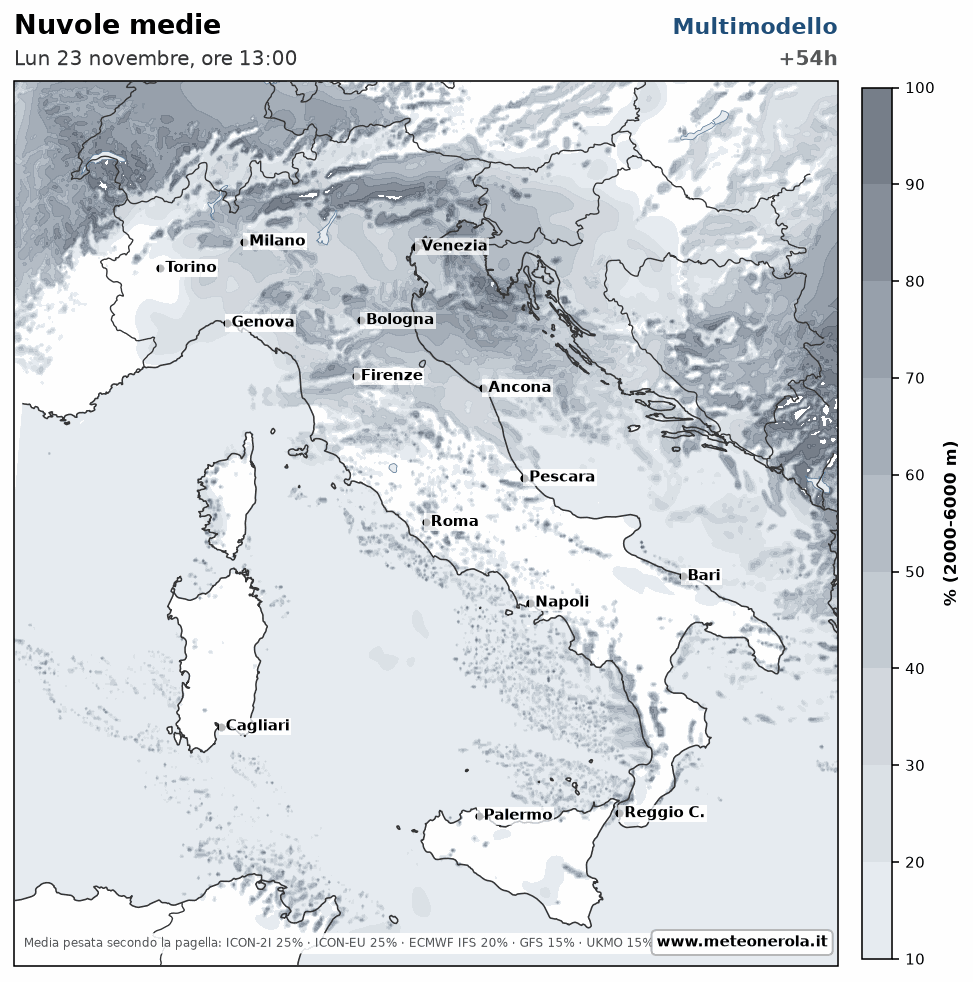 Nuvole medie
Multimodello
Lun 23 novembre, ore 13:00
+54h
100
90
80
70
60
50
40
30
20
10
% (2000-6000 m)
Milano
Venezia
Torino
Genova
Bologna
Firenze
Ancona
Pescara
Roma
Bari
Napoli
Cagliari
Palermo
Reggio C.
Media pesata secondo la pagella: ICON-2I 25% · ICON-EU 25% · ECMWF IFS 20% · GFS 15% · UKMO 15%
www.meteonerola.it